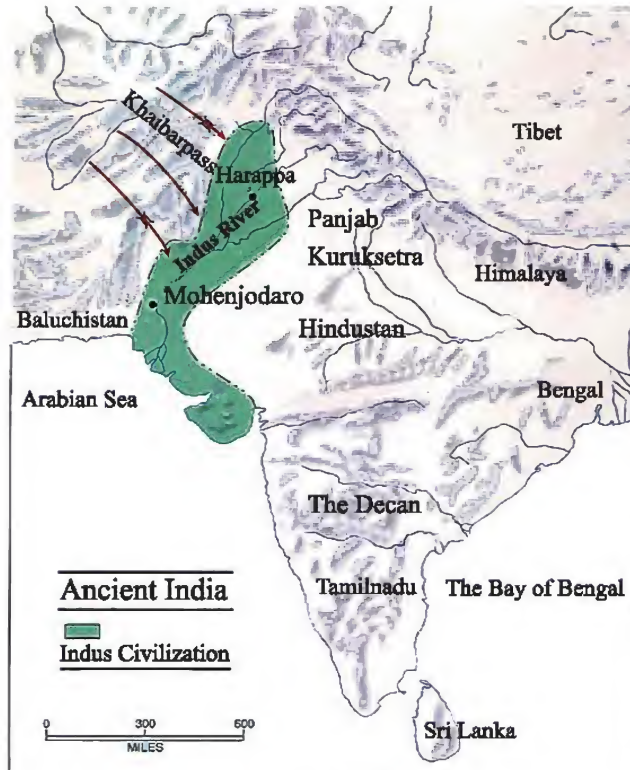 Khaibarpass
Tibet
Harappa
Panjab
Indus River
Kuruksetra
Himalaya
Mohenjodaro
Baluchistan
Hindustan
Arabian Sea
Bengal
The Decan
Ancient India
Tamilnadu
The Bay of Bengal
Indus Civilization
0 300 600
MILES
Sri Lanka